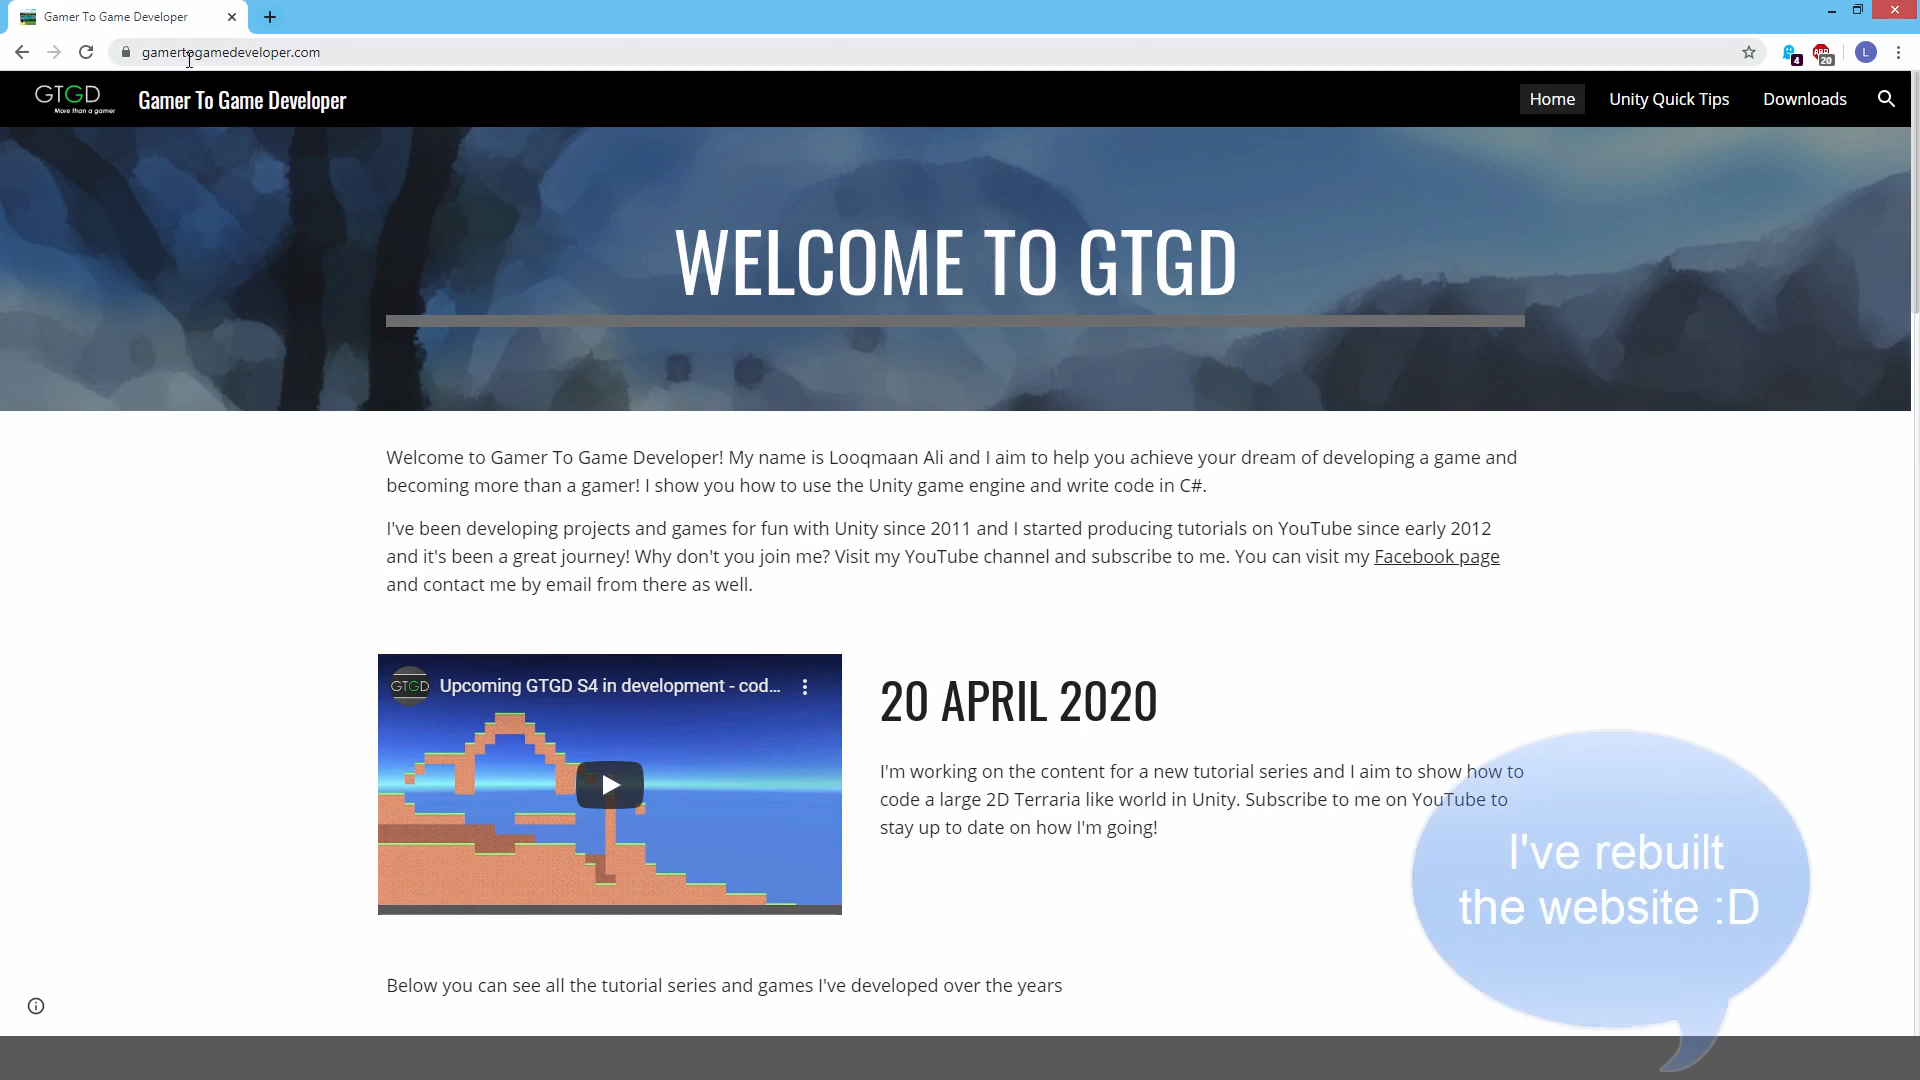 Gamer To Game Developer
gamertogamedeveloper.com
4
ABP
20
L
GTGD
More than a gamer
Gamer To Game Developer
Home
Unity Quick Tips
Downloads
WELCOME TO GTGD
Welcome to Gamer To Game Developer! My name is Looqmaan Ali and I aim to help you achieve your dream of developing a game and
becoming more than a gamer! I show you how to use the Unity game engine and write code in C#.
I've been developing projects and games for fun with Unity since 2011 and I started producing tutorials on YouTube since early 2012
and it's been a great journey! Why don't you join me? Visit my YouTube channel and subscribe to me. You can visit my Facebook page
and contact me by email from there as well.
GTGD
Upcoming GTGD S4 in development - cod...
20 APRIL 2020
I'm working on the content for a new tutorial series and I aim to show how to
code a large 2D Terraria like world in Unity. Subscribe to me on YouTube to
stay up to date on how I'm going!
I've rebuilt
the website :D
Below you can see all the tutorial series and games I've developed over the years